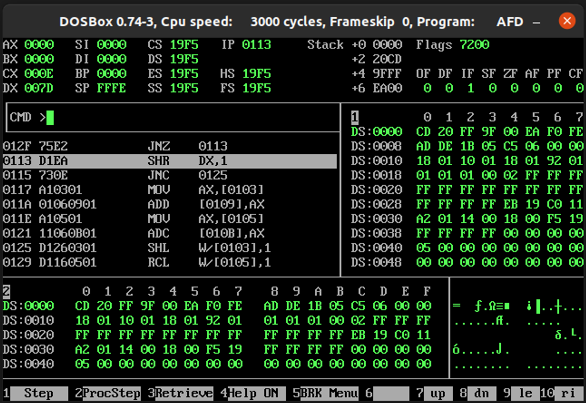 DOSBox 0.74-3, Cpu speed: 3000 cycles, Frameskip 0, Program: AFD
AX 0000 SI 0000 CS 19F5 IP 0113 Stack +0 0000 Flags 7200
BX 0000 DI 0000 DS 19F5 +2 20CD
CX 000E BP 0000 ES 19F5 HS 19F5 +4 9FFF OF DF IF SF ZF AF PF CF
DX 007D SP FFFE SS 19F5 FS 19F5 +6 EA00 0 0 1 0 0 0 0 0
CMD >
1 0 1 2 3 4 5 6 7
DS:0000 CD 20 FF 9F 00 EA F0 FE
DS:0008 AD DE 1B 05 C5 06 00 00
DS:0010 18 01 10 01 18 01 92 01
DS:0018 01 01 01 00 02 FF FF FF
DS:0020 FF FF FF FF FF FF FF FF
DS:0028 FF FF FF FF EB 19 C0 11
DS:0030 A2 01 14 00 18 00 F5 19
DS:0038 FF FF FF FF 00 00 00 00
DS:0040 05 00 00 00 00 00 00 00
DS:0048 00 00 00 00 00 00 00 00
012F 75E2 JNZ 0113
0113 D1EA SHR DX,1
0115 730E JNC 0125
0117 A10301 MOV AX,[0103]
011A 01060901 ADD [0109],AX
011E A10501 MOV AX,[0105]
0121 11060B01 ADC [010B],AX
0125 D1260301 SHL W/[0103],1
0129 D1160501 RCL W/[0105],1
2 0 1 2 3 4 5 6 7 8 9 A B C D E F
DS:0000 CD 20 FF 9F 00 EA F0 FE AD DE 1B 05 C5 06 00 00
DS:0010 18 01 10 01 18 01 92 01 01 01 01 00 02 FF FF FF
DS:0020 FF FF FF FF FF FF FF FF FF FF FF FF EB 19 C0 11
DS:0030 A2 01 14 00 18 00 F5 19 FF FF FF FF 00 00 00 00
DS:0040 05 00 00 00 00 00 00 00 00 00 00 00 00 00 00 00
1 Step 2 ProcStep 3 Retrieve 4 Help ON 5 BRK Menu 6 7 up 8 dn 9 le 10 ri